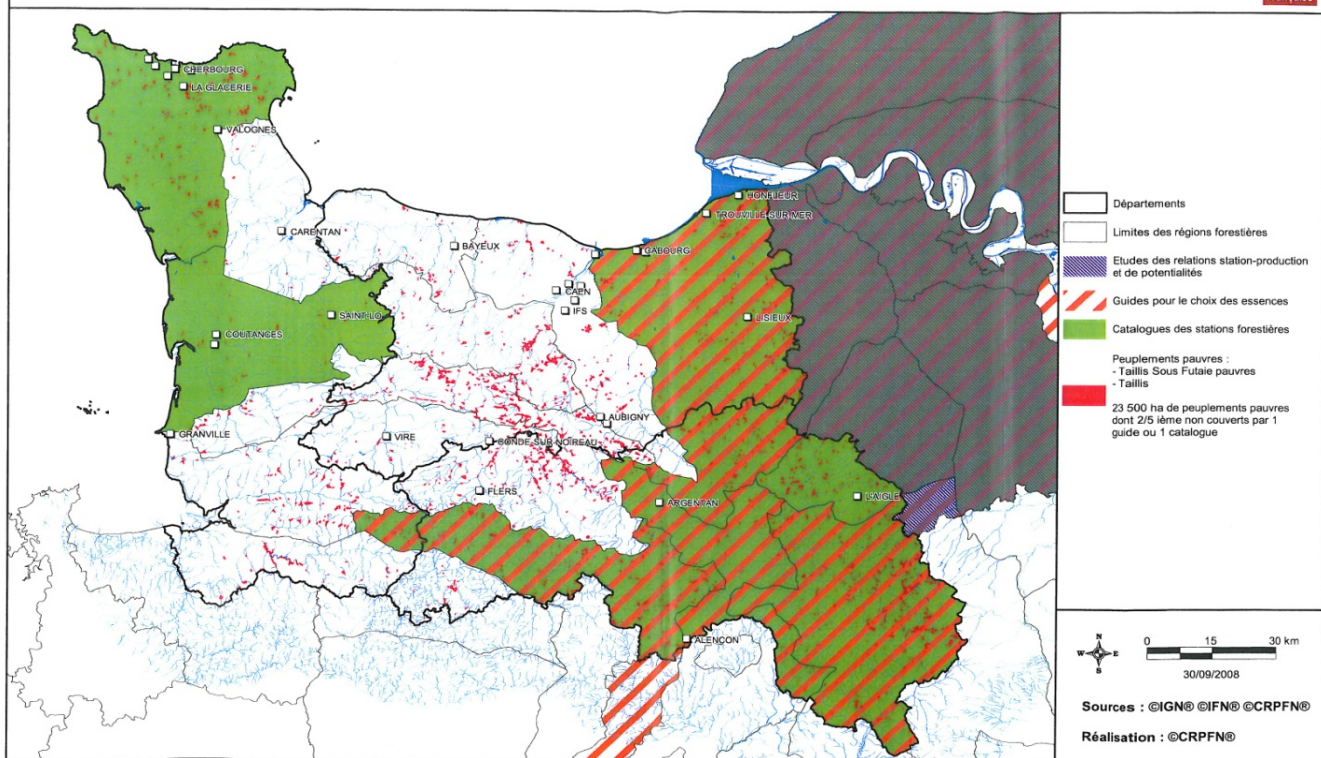 CHERBOURG
LA GLACERIE
VALOGNES
CARENTAN
BAYEUX
HONFLEUR
TROUVILLE-SUR-MER
CABOURG
CAEN
IFS
LISIEUX
SAINT-LO
COUTANCES
GRANVILLE
VIRE
CONDE-SUR-NOIREAU
AUBIGNY
FLERS
ARGENTAN
L'AIGLE
ALENÇON
Départements
Limites des régions forestières
Etudes des relations station-production
et de potentialités
Guides pour le choix des essences
Catalogues des stations forestières
Peuplements pauvres :
- Taillis Sous Futaie pauvres
- Taillis
23 500 ha de peuplements pauvres
dont 2/5 ième non couverts par 1
guide ou 1 catalogue
N
W E
S
0 15 30 km
30/09/2008
Sources : ©IGN® ©IFN® ©CRPFN®
Réalisation : ©CRPFN®